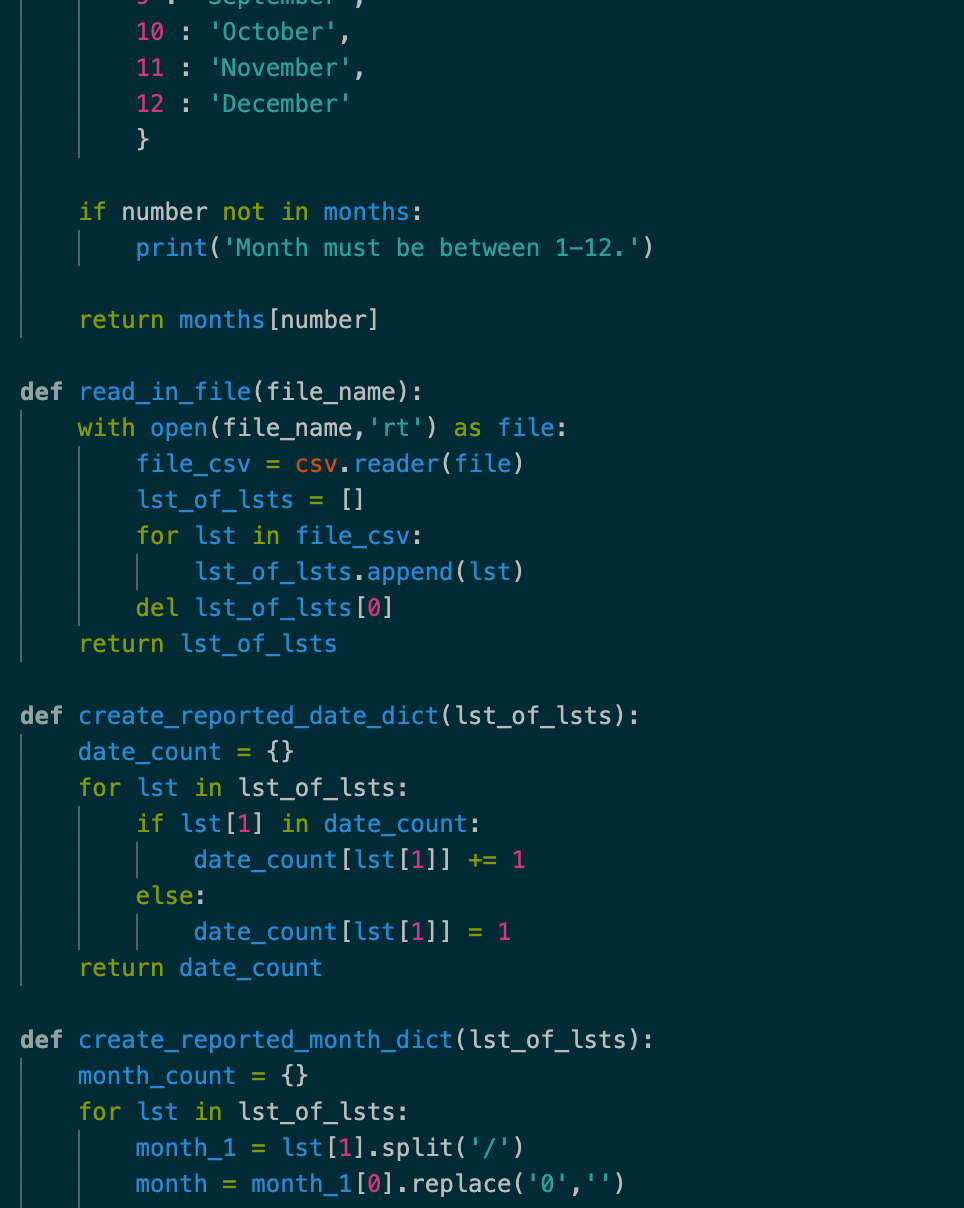 9 : 'September',
10 : 'October',
11 : 'November',
12 : 'December'
}
if number not in months:
print('Month must be between 1-12.')
return months[number]
def read_in_file(file_name):
with open(file_name,'rt') as file:
file_csv = csv.reader(file)
lst_of_lsts = []
for lst in file_csv:
lst_of_lsts.append(lst)
del lst_of_lsts[0]
return lst_of_lsts
def create_reported_date_dict(lst_of_lsts):
date_count = {}
for lst in lst_of_lsts:
if lst[1] in date_count:
date_count[lst[1]] += 1
else:
date_count[lst[1]] = 1
return date_count
def create_reported_month_dict(lst_of_lsts):
month_count = {}
for lst in lst_of_lsts:
month_1 = lst[1].split('/')
month = month_1[0].replace('0','')